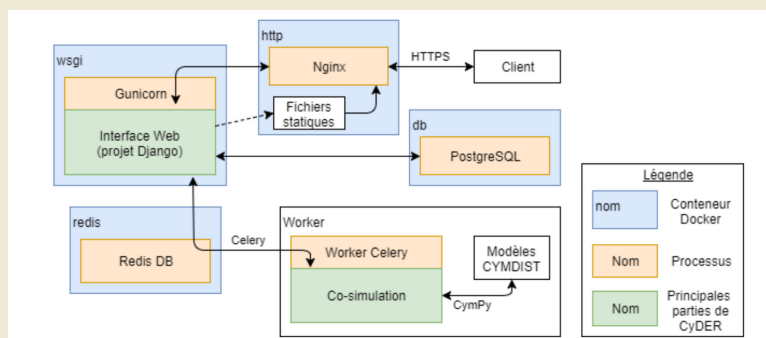 http
wsgi
Nginx
HTTPS
Client
Gunicorn
Fichiers
statiques
Interface Web
(projet Django)
db
PostgreSQL
redis
Redis DB
Celery
Worker
Worker Celery
Co-simulation
Modèles
CYMDIST
CymPy
Légende
nom
Conteneur
Docker
Nom
Processus
Nom
Principales
parties de
CyDER